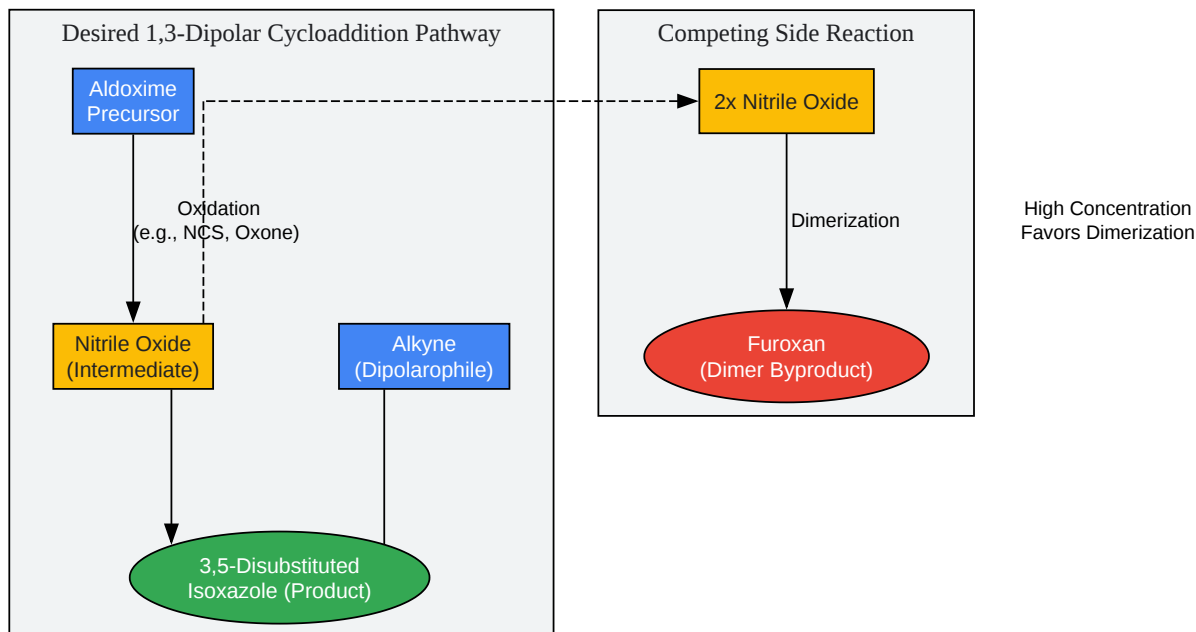 Desired 1,3-Dipolar Cycloaddition Pathway
Aldoxime
Precursor
Oxidation
(e.g., NCS, Oxone)
Nitrile Oxide
(Intermediate)
Alkyne
(Dipolarophile)
3,5-Disubstituted
Isoxazole (Product)
Competing Side Reaction
2x Nitrile Oxide
Dimerization
Furoxan
(Dimer Byproduct)
High Concentration
Favors Dimerization